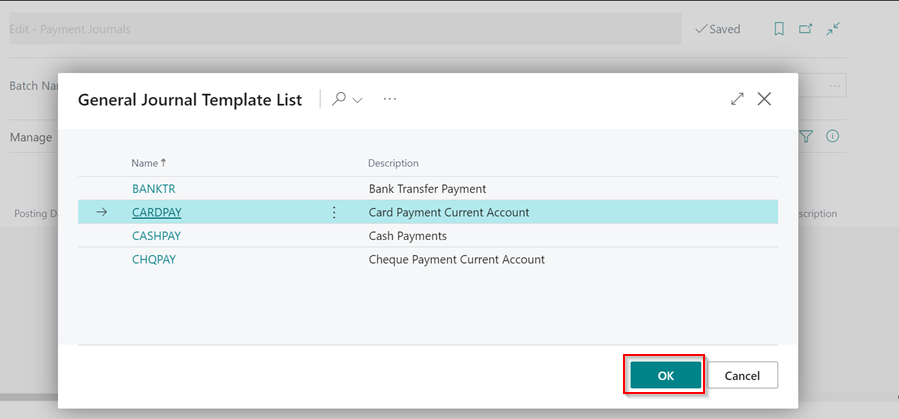 Edit - Payment Journals
Saved
Batch Na
General Journal Template List
Manage
Name ↑ Description
BANKTR Bank Transfer Payment
Posting D scription
CARDPAY Card Payment Current Account
CASHPAY Cash Payments
CHQPAY Cheque Payment Current Account
OK Cancel